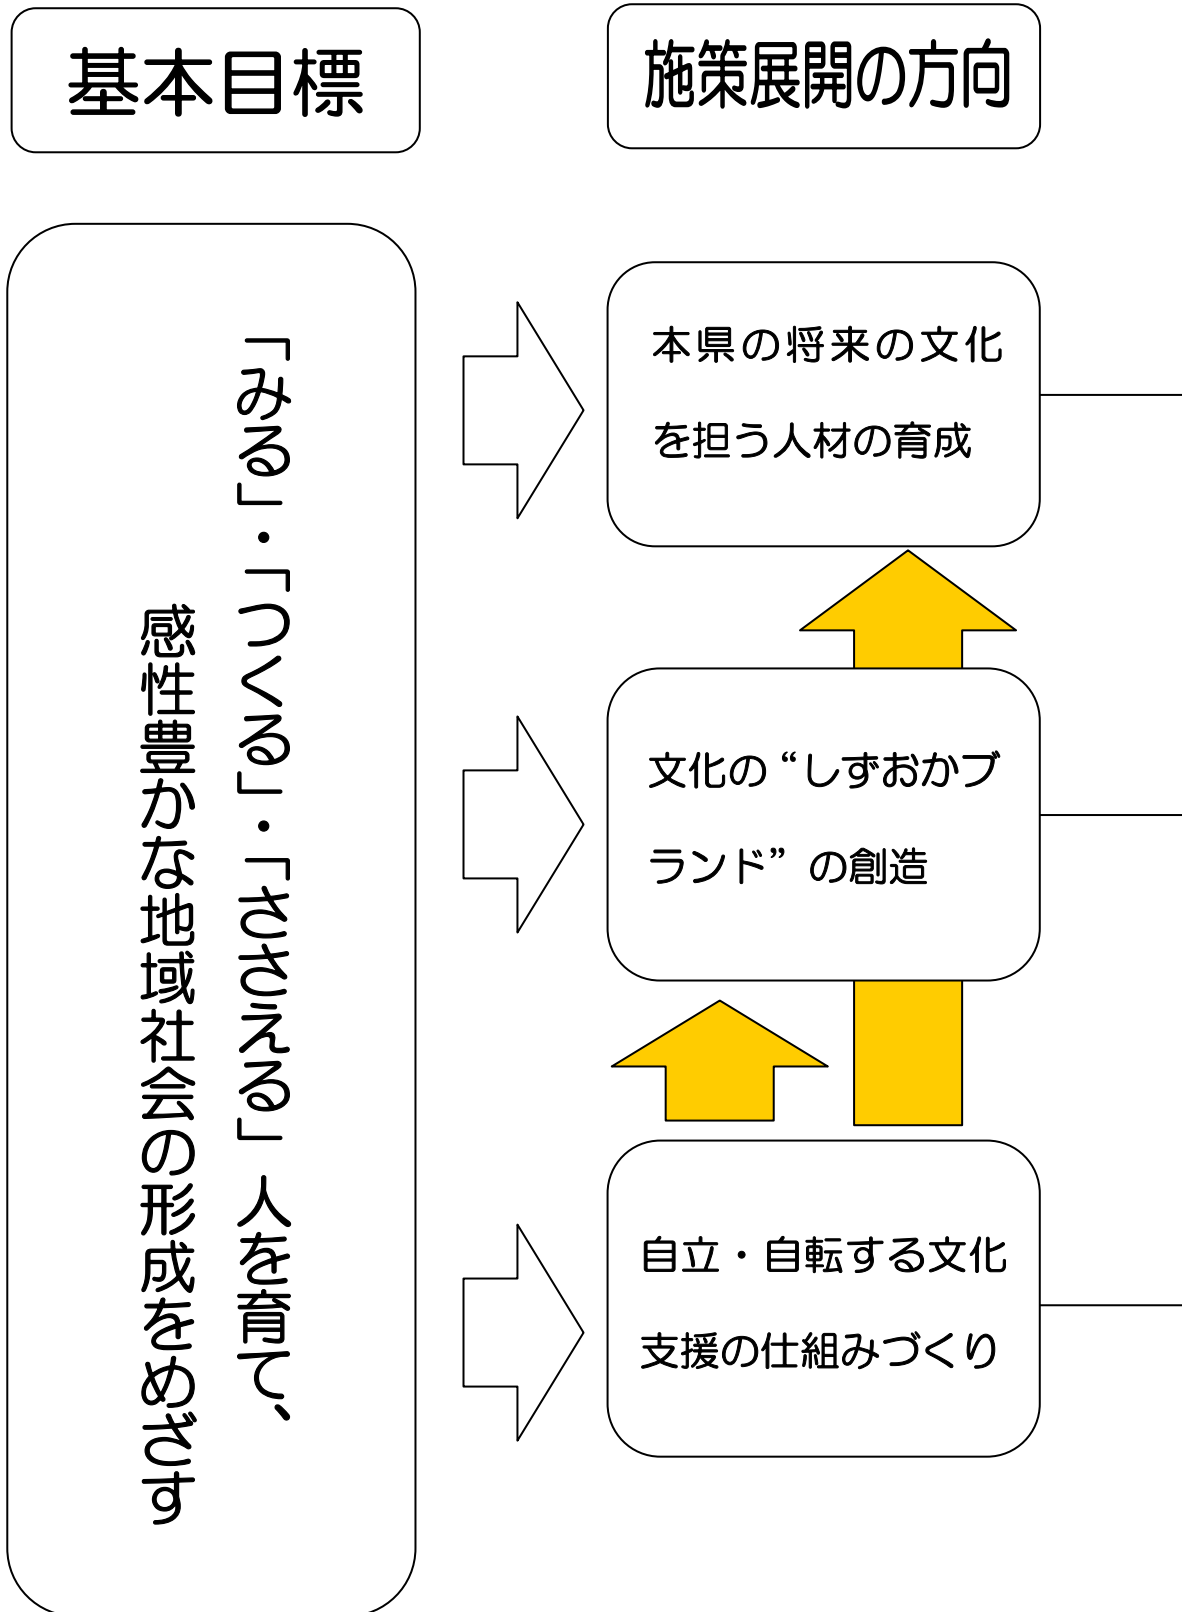 基本目標
施策展開の方向
「みる」・「つくる」・「ささえる」人を育て、
感性豊かな地域社会の形成をめざす
本県の将来の文化
を担う人材の育成
文化の“しずおかブ
ランド”の創造
自立・自転する文化
支援の仕組みづくり